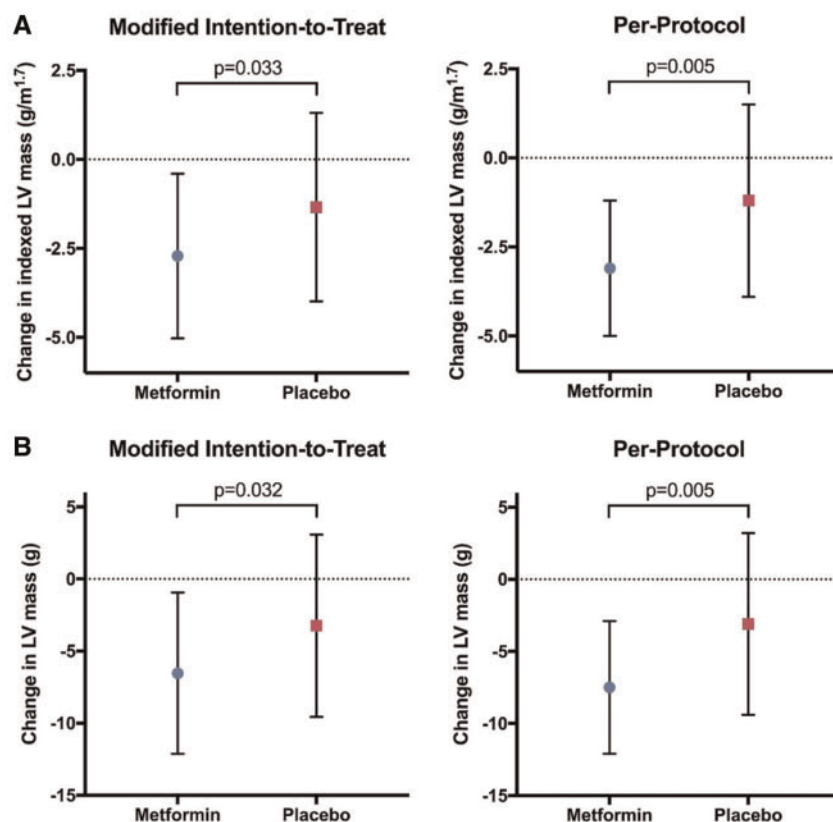 A
Modified Intention-to-Treat
Per-Protocol
p=0.033
p=0.005
Change in indexed LV mass (g/m^1.7)
2.5
0.0
-2.5
-5.0
Metformin Placebo
Change in indexed LV mass (g/m^1.7)
2.5
0.0
-2.5
-5.0
Metformin Placebo
B
Modified Intention-to-Treat
Per-Protocol
p=0.032
p=0.005
Change in LV mass (g)
5
0
-5
-10
-15
Metformin Placebo
Change in LV mass (g)
5
0
-5
-10
-15
Metformin Placebo